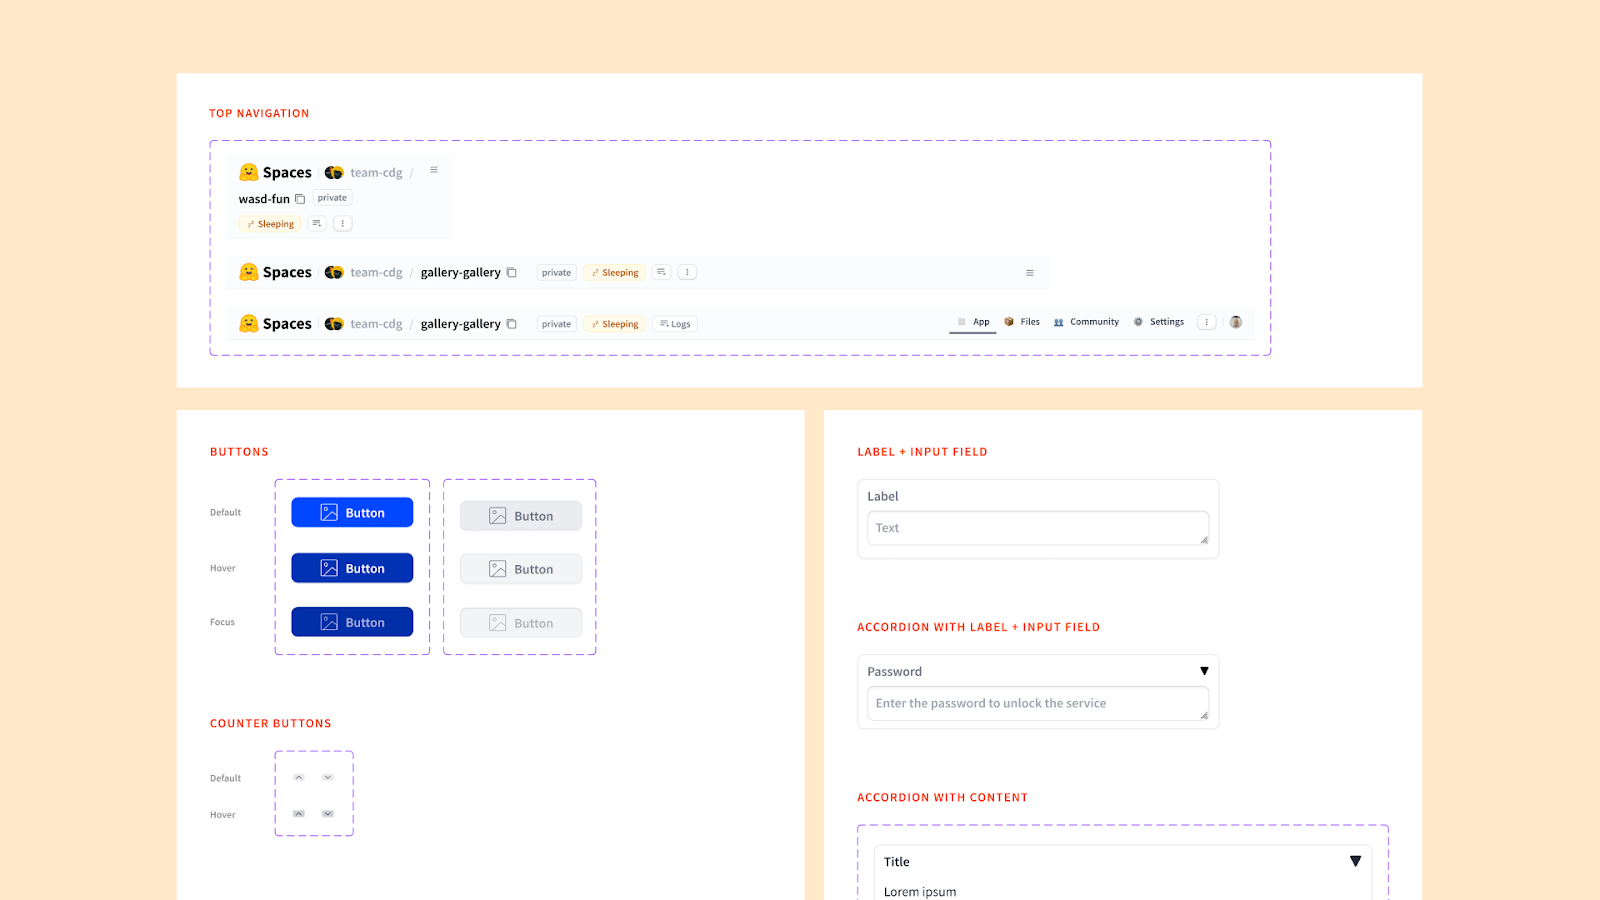 TOP NAVIGATION
Spaces team-cdg /
wasd-fun private
Sleeping
Spaces team-cdg / gallery-gallery private Sleeping
Spaces team-cdg / gallery-gallery private Sleeping Logs App Files Community Settings
BUTTONS
Default Button Button
Hover Button Button
Focus Button Button
COUNTER BUTTONS
Default
Hover
LABEL + INPUT FIELD
Label
Text
ACCORDION WITH LABEL + INPUT FIELD
Password
Enter the password to unlock the service
ACCORDION WITH CONTENT
Title
Lorem ipsum